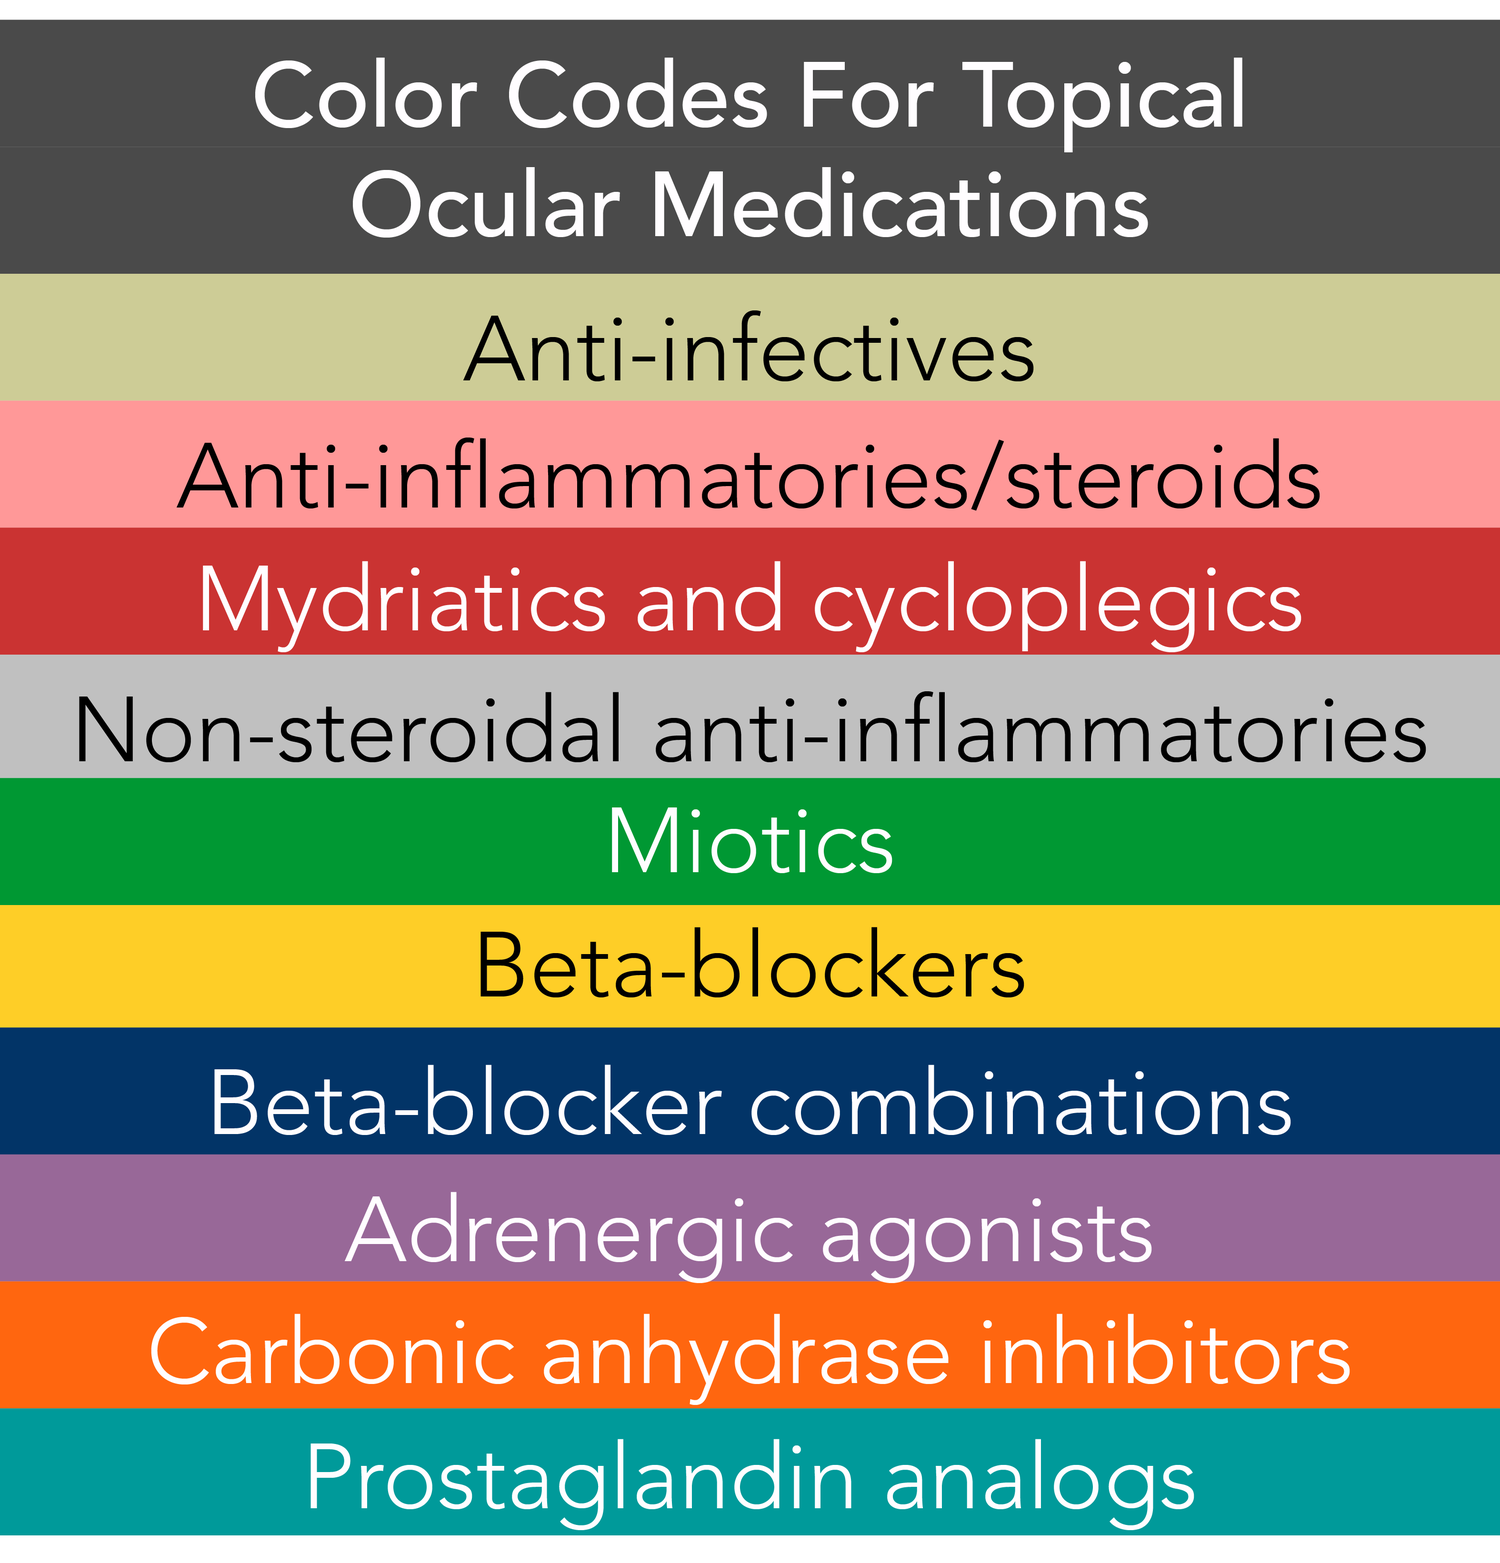 Color Codes For Topical
Ocular Medications
Anti-infectives
Anti-inflammatories/steroids
Mydriatics and cycloplegics
Non-steroidal anti-inflammatories
Miotics
Beta-blockers
Beta-blocker combinations
Adrenergic agonists
Carbonic anhydrase inhibitors
Prostaglandin analogs